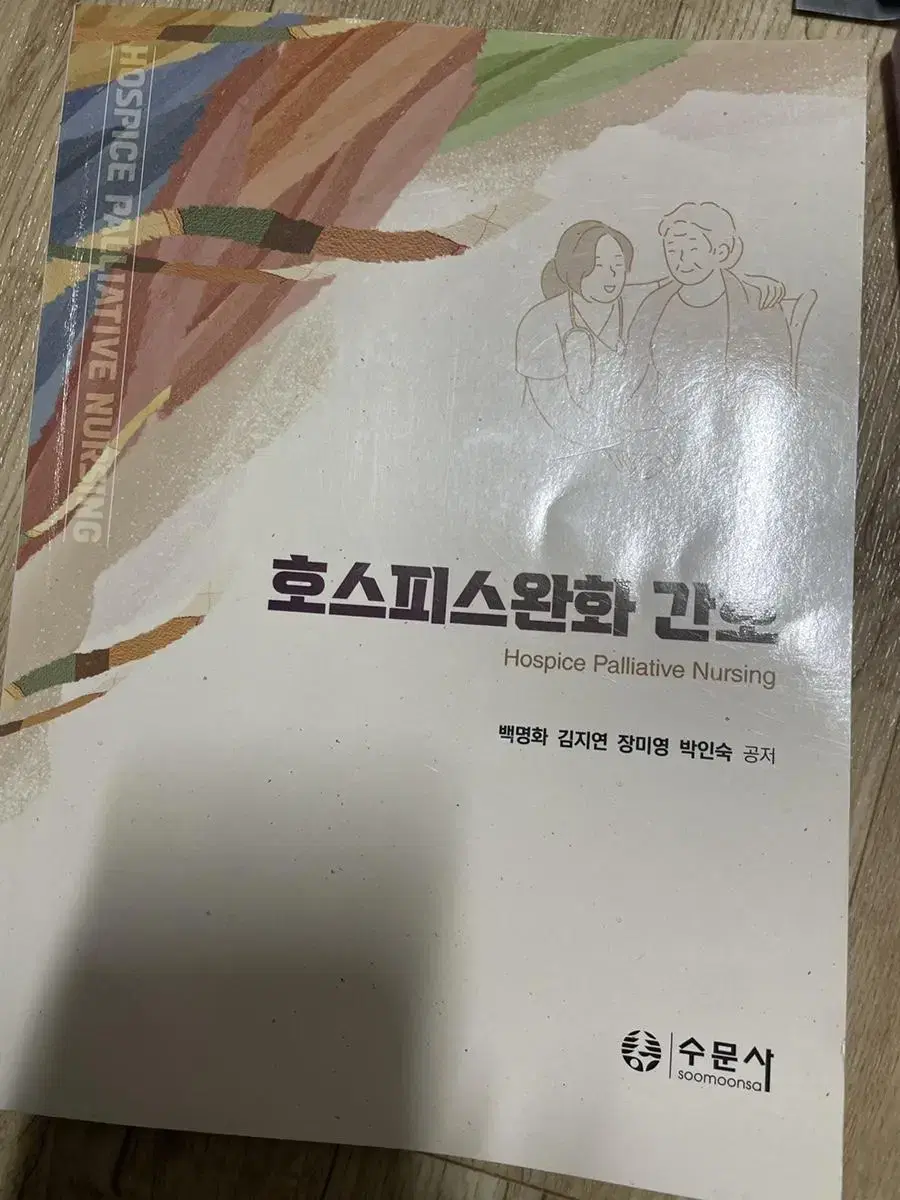 HOSPICE PALLIATIVE NURSING
호스피스완화 간호
Hospice Palliative Nursing
백명화 김지연 장미영 박인숙 공저
수문사
soomoonsa